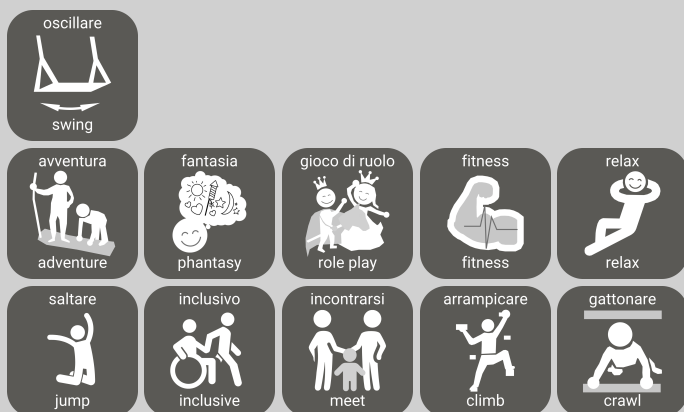 oscillare
swing
avventura
adventure
fantasia
phantasy
gioco di ruolo
role play
fitness
fitness
relax
relax
saltare
jump
inclusivo
inclusive
incontrarsi
meet
arrampicare
climb
gattonare
crawl